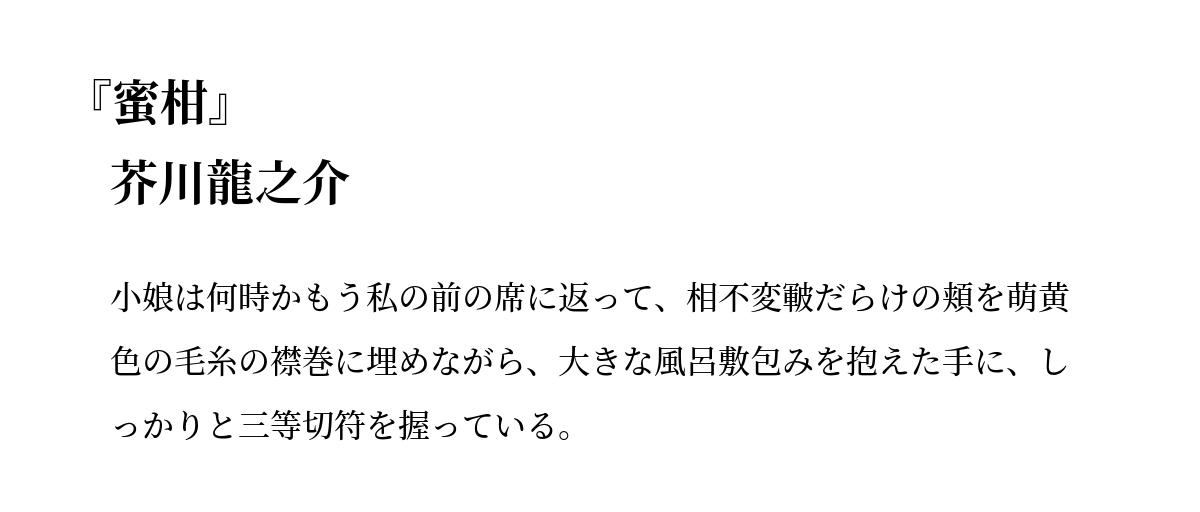 『蜜柑』
芥川龍之介
小娘は何時かもう私の前の席に返って、相不変皸だらけの頬を萌黄
色の毛糸の襟巻に埋めながら、大きな風呂敷包みを抱えた手に、し
っかりと三等切符を握っている。